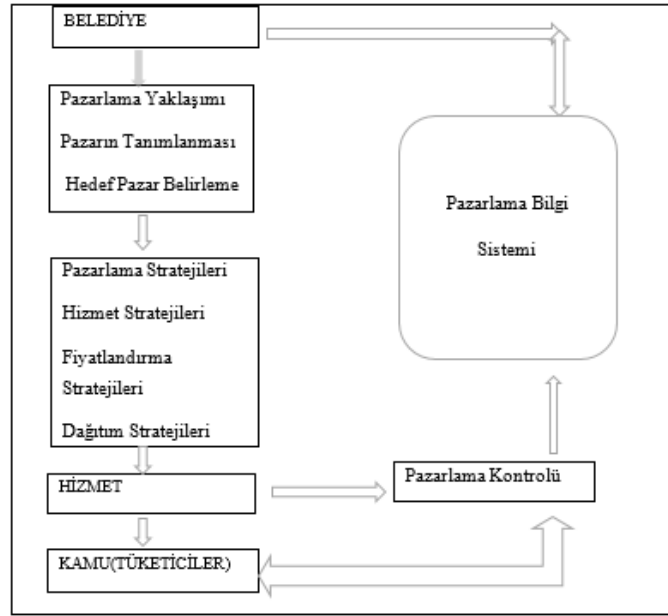 BELEDİYE
Pazarlama Yaklaşımı
Pazarın Tanımlanması
Hedef Pazar Belirleme
Pazarlama Stratejileri
Hizmet Stratejileri
Fiyatlandırma
Stratejileri
Dağıtım Stratejileri
HİZMET
KAMU(TÜKETİCİLER)
Pazarlama Bilgi
Sistemi
Pazarlama Kontrolü